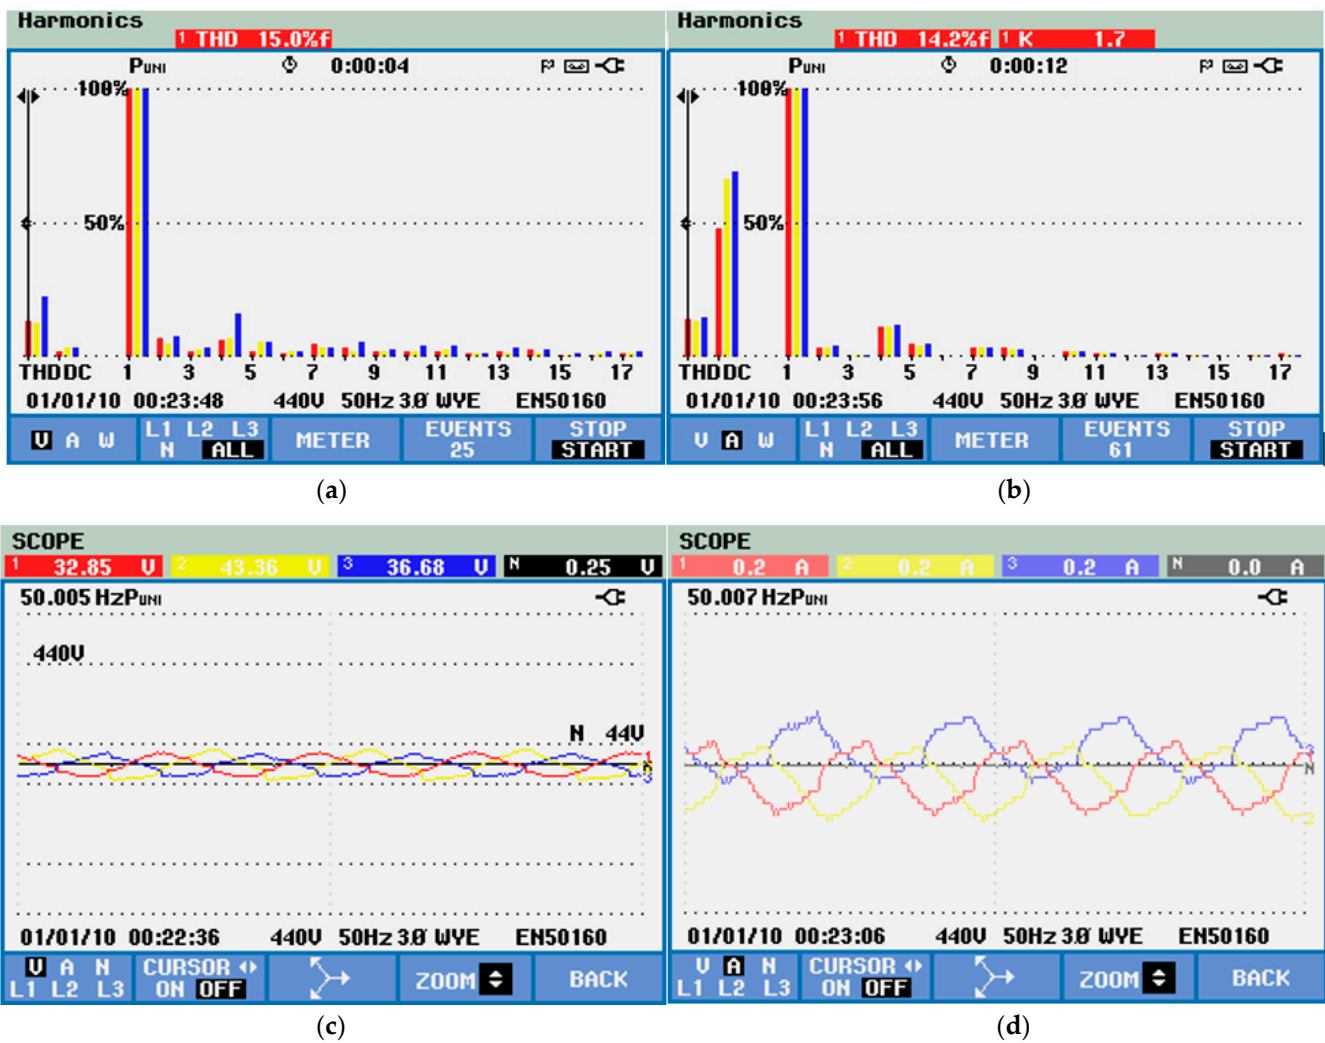 Harmonics
1 THD 15.0%f
PUNI 0:00:04
100%
50%
THD DC 1 3 5 7 9 11 13 15 17
01/01/10 00:23:48 440V 50Hz 3Ø WYE EN50160
V A W L1 L2 L3 N ALL METER EVENTS 25 STOP START
(a)
Harmonics
1 THD 14.2%f 1 K 1.7
PUNI 0:00:12
100%
50%
THD DC 1 3 5 7 9 11 13 15 17
01/01/10 00:23:56 440V 50Hz 3Ø WYE EN50160
V A W L1 L2 L3 N ALL METER EVENTS 61 STOP START
(b)
SCOPE
1 32.85 V 2 43.36 V 3 36.68 V N 0.25 V
50.005 HzPUNI
440V
N 44V
1
3
01/01/10 00:22:36 440V 50Hz 3Ø WYE EN50160
V A N L1 L2 L3 CURSOR ON OFF ZOOM BACK
(c)
SCOPE
1 0.2 A 2 0.2 A 3 0.2 A N 0.0 A
50.007 HzPUNI
3
N
2
01/01/10 00:23:06 440V 50Hz 3Ø WYE EN50160
V A N L1 L2 L3 CURSOR ON OFF ZOOM BACK
(d)